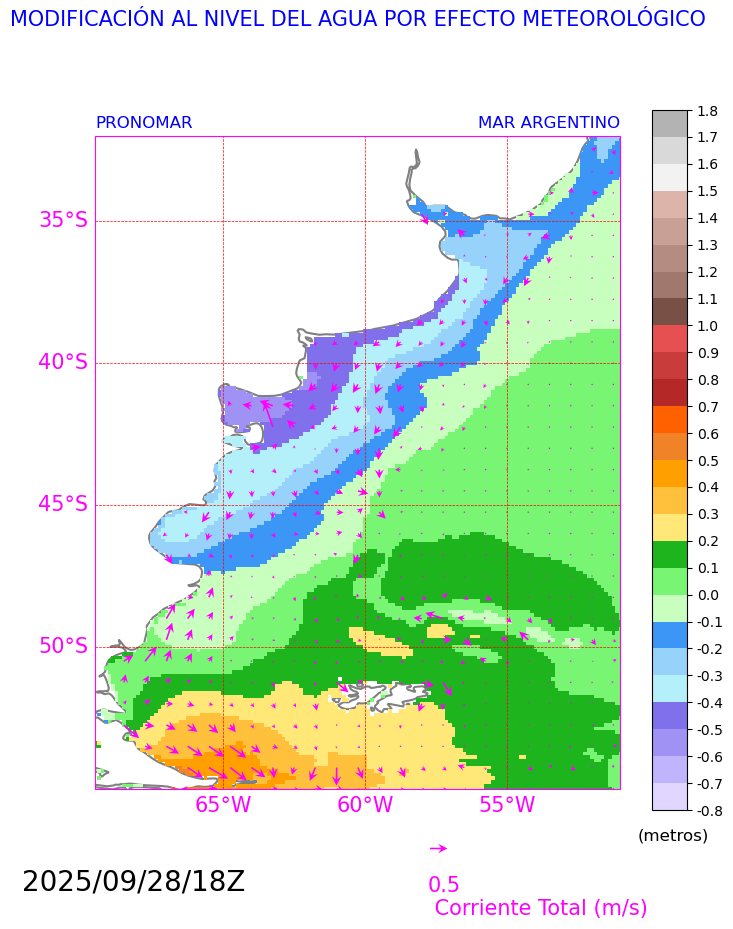 MODIFICACIÓN AL NIVEL DEL AGUA POR EFECTO METEOROLÓGICO
PRONOMAR
MAR ARGENTINO
35°S
40°S
45°S
50°S
65°W
60°W
55°W
1.8
1.7
1.6
1.5
1.4
1.3
1.2
1.1
1.0
0.9
0.8
0.7
0.6
0.5
0.4
0.3
0.2
0.1
0.0
-0.1
-0.2
-0.3
-0.4
-0.5
-0.6
-0.7
-0.8
(metros)
2025/09/28/18Z
0.5
Corriente Total (m/s)